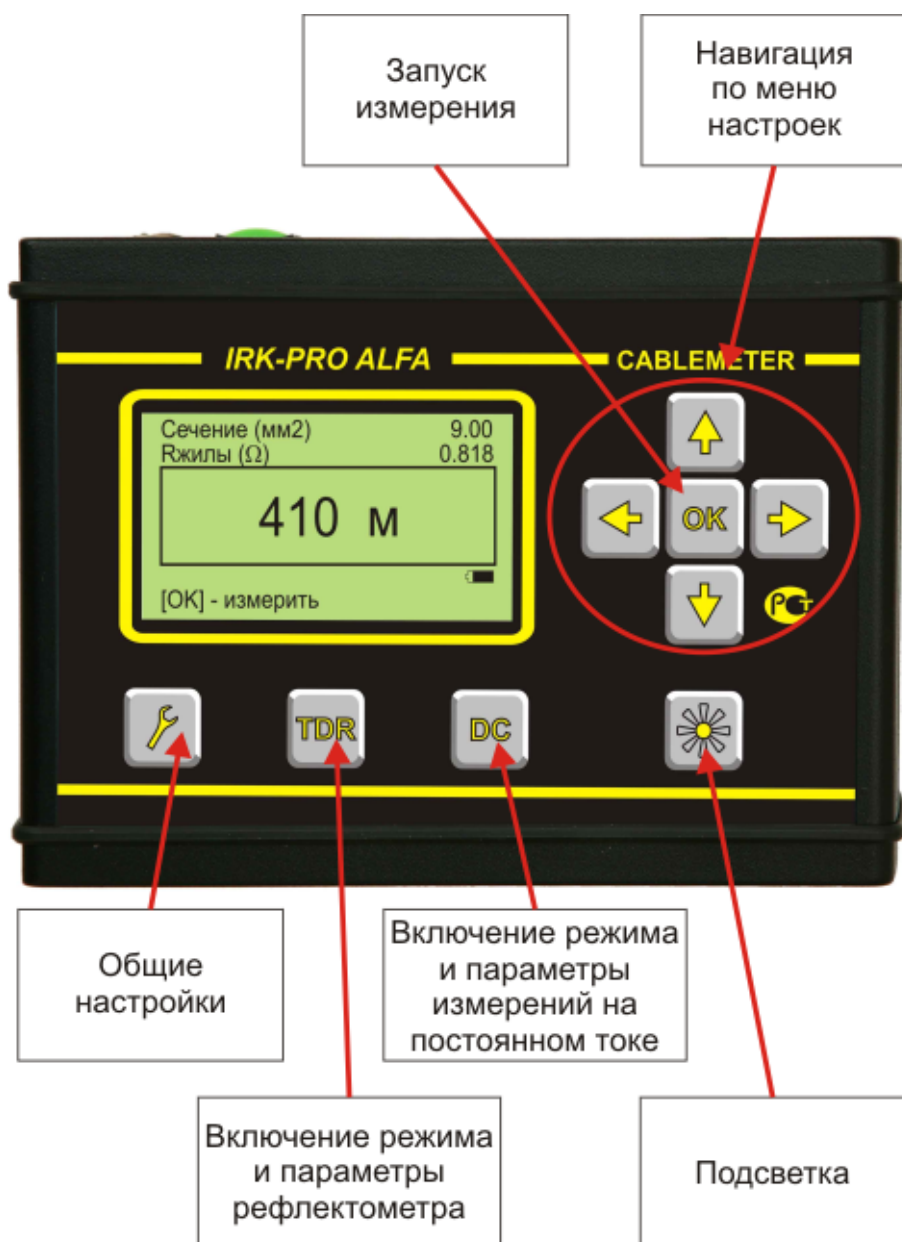 Запуск
измерения
Навигация
по меню
настроек
IRK-PRO ALFA
CABLEMETER
Сечение (мм2) 9.00
Rжилы (Ω) 0.818
410 м
[OK] - измерить
OK
РСТ
TDR
DC
Общие
настройки
Включение режима
и параметры
измерений на
постоянном токе
Включение режима
и параметры
рефлектометра
Подсветка